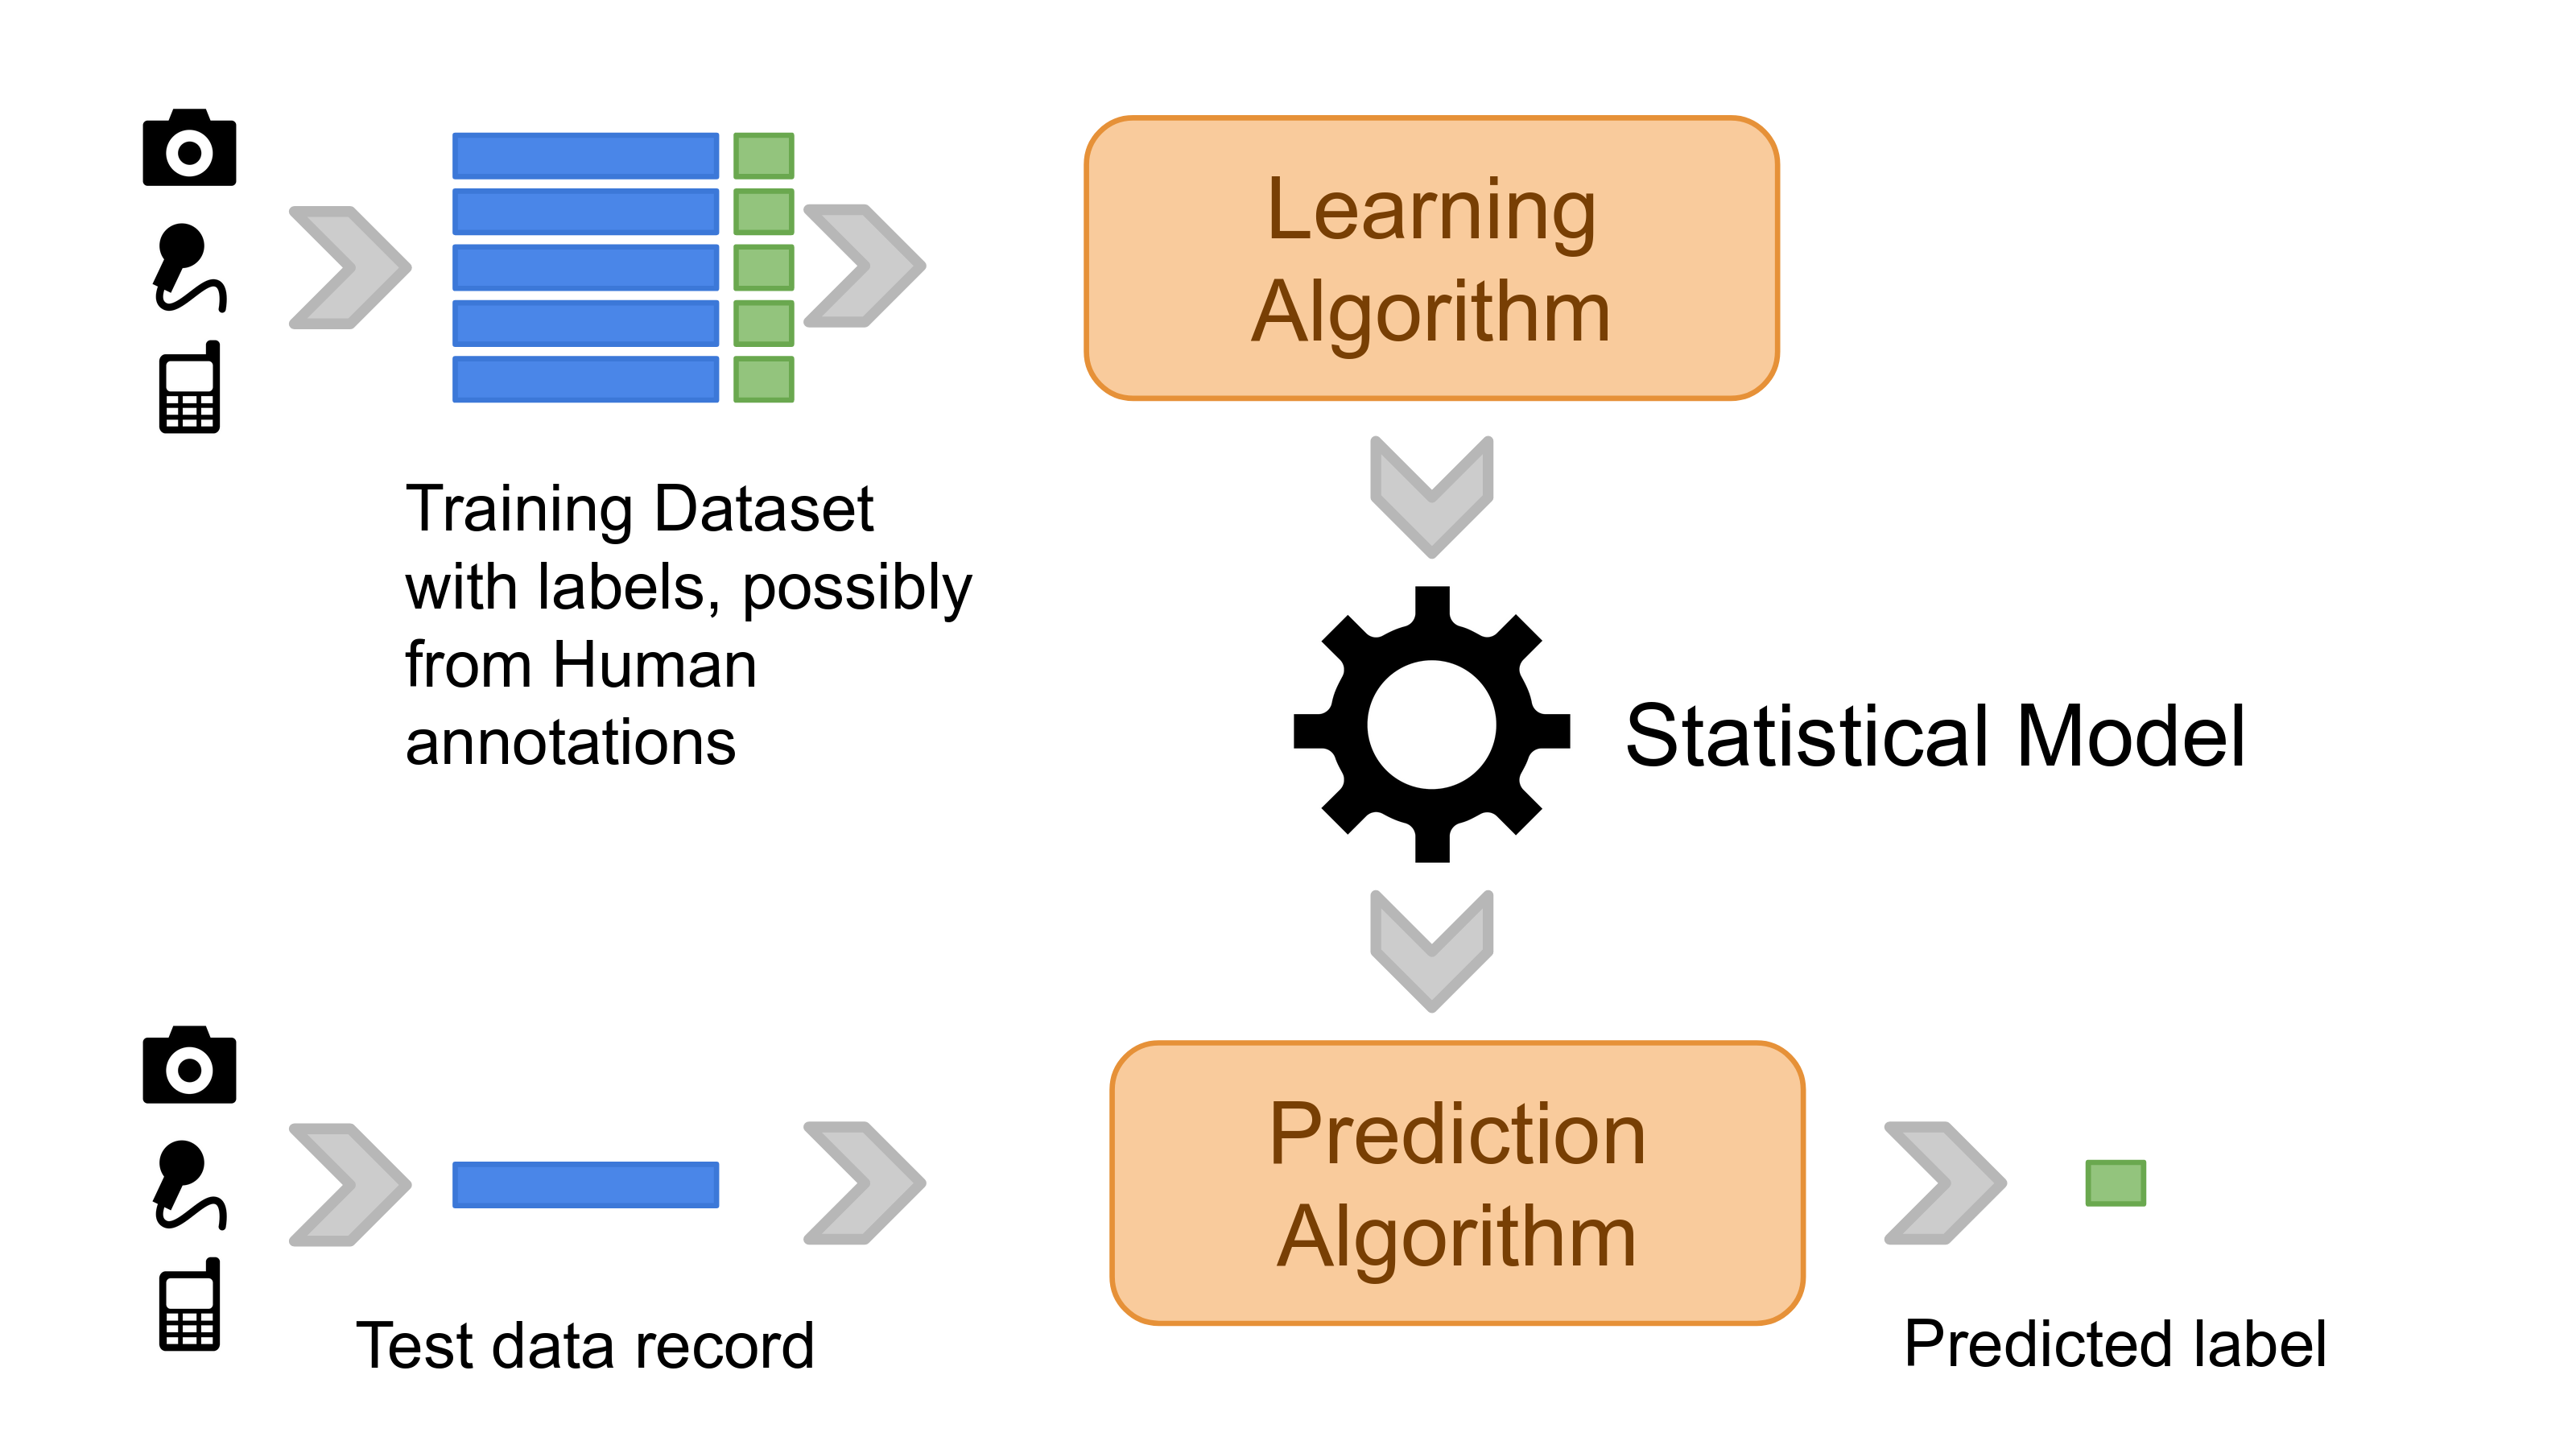 Learning
Algorithm
Training Dataset
with labels, possibly
from Human
annotations
Statistical Model
Prediction
Algorithm
Test data record
Predicted label